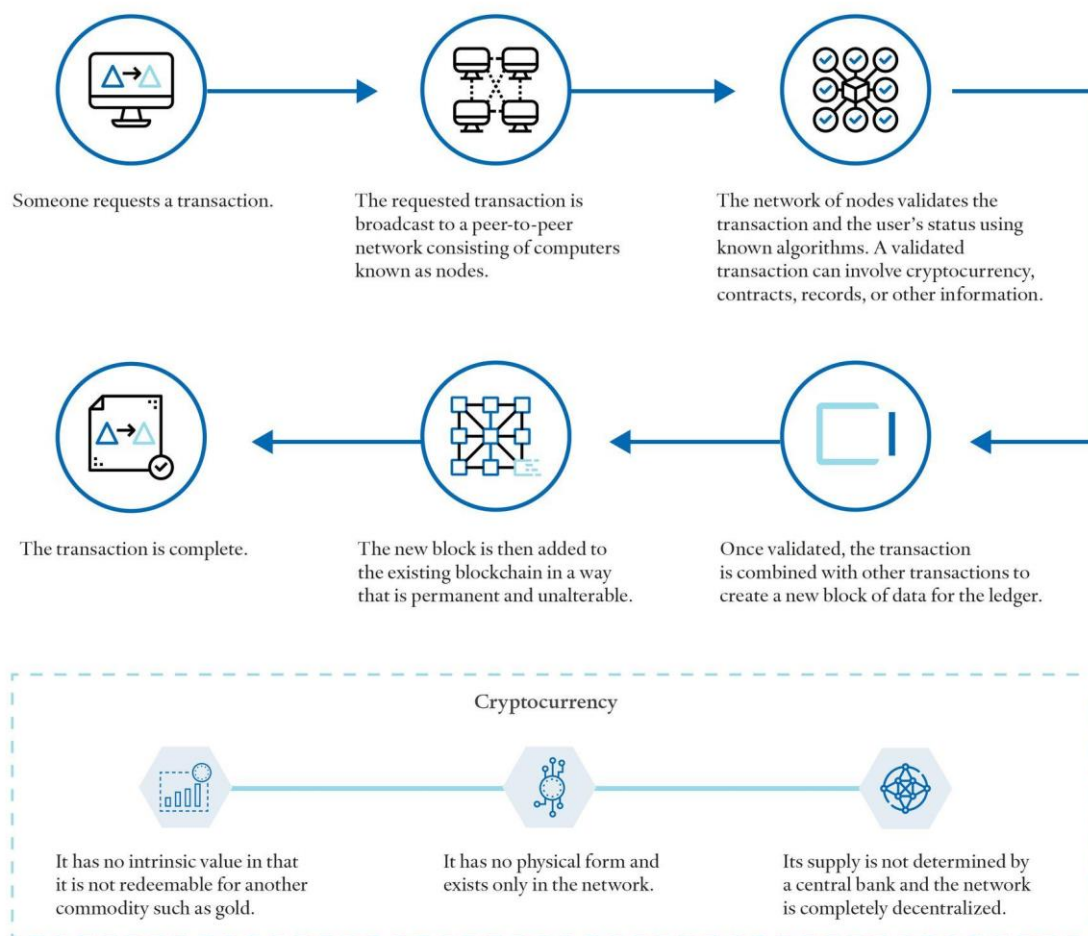 Someone requests a transaction.
The requested transaction is
broadcast to a peer-to-peer
network consisting of computers
known as nodes.
The network of nodes validates the
transaction and the user’s status using
known algorithms. A validated
transaction can involve cryptocurrency,
contracts, records, or other information.
The transaction is complete.
The new block is then added to
the existing blockchain in a way
that is permanent and unalterable.
Once validated, the transaction
is combined with other transactions to
create a new block of data for the ledger.
Cryptocurrency
It has no intrinsic value in that
it is not redeemable for another
commodity such as gold.
It has no physical form and
exists only in the network.
Its supply is not determined by
a central bank and the network
is completely decentralized.